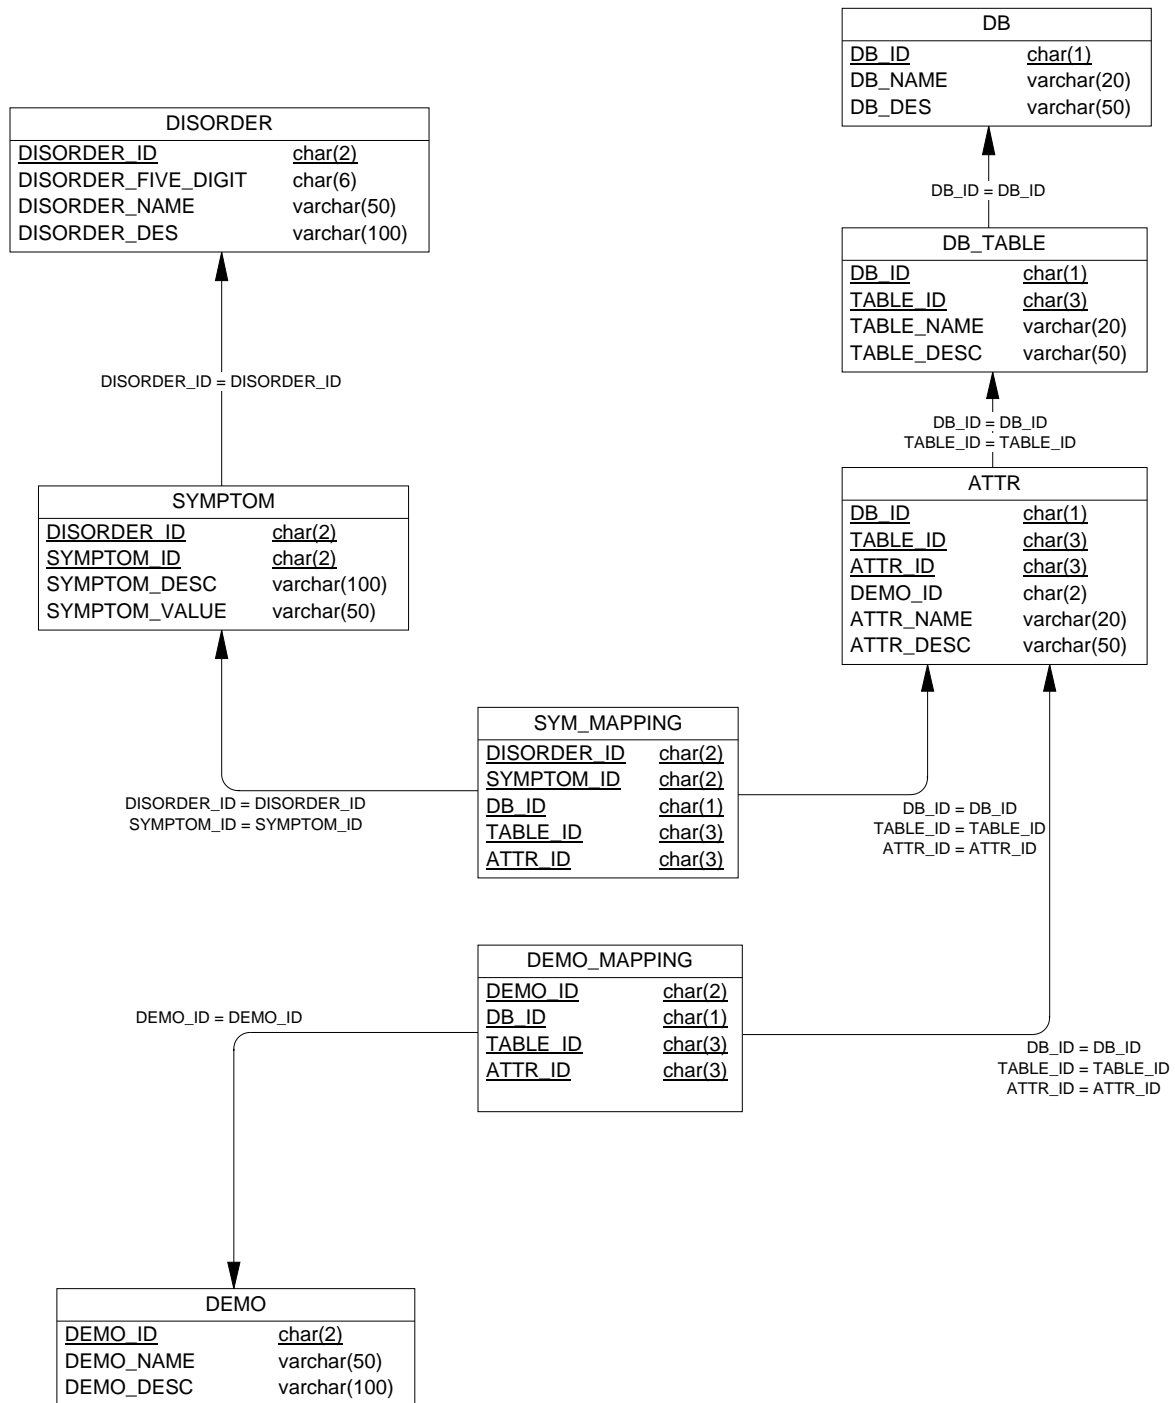 DB
DB_ID char(1)
DB_NAME varchar(20)
DB_DES varchar(50)
DISORDER
DISORDER_ID char(2)
DISORDER_FIVE_DIGIT char(6)
DISORDER_NAME varchar(50)
DISORDER_DES varchar(100)
DB_ID = DB_ID
DB_TABLE
DB_ID char(1)
TABLE_ID char(3)
TABLE_NAME varchar(20)
TABLE_DESC varchar(50)
DISORDER_ID = DISORDER_ID
DB_ID = DB_ID
TABLE_ID = TABLE_ID
ATTR
DB_ID char(1)
TABLE_ID char(3)
ATTR_ID char(3)
DEMO_ID char(2)
ATTR_NAME varchar(20)
ATTR_DESC varchar(50)
SYMPTOM
DISORDER_ID char(2)
SYMPTOM_ID char(2)
SYMPTOM_DESC varchar(100)
SYMPTOM_VALUE varchar(50)
SYM_MAPPING
DISORDER_ID char(2)
SYMPTOM_ID char(2)
DB_ID char(1)
TABLE_ID char(3)
ATTR_ID char(3)
DISORDER_ID = DISORDER_ID
SYMPTOM_ID = SYMPTOM_ID
DB_ID = DB_ID
TABLE_ID = TABLE_ID
ATTR_ID = ATTR_ID
DEMO_MAPPING
DEMO_ID char(2)
DB_ID char(1)
TABLE_ID char(3)
ATTR_ID char(3)
DEMO_ID = DEMO_ID
DB_ID = DB_ID
TABLE_ID = TABLE_ID
ATTR_ID = ATTR_ID
DEMO
DEMO_ID char(2)
DEMO_NAME varchar(50)
DEMO_DESC varchar(100)